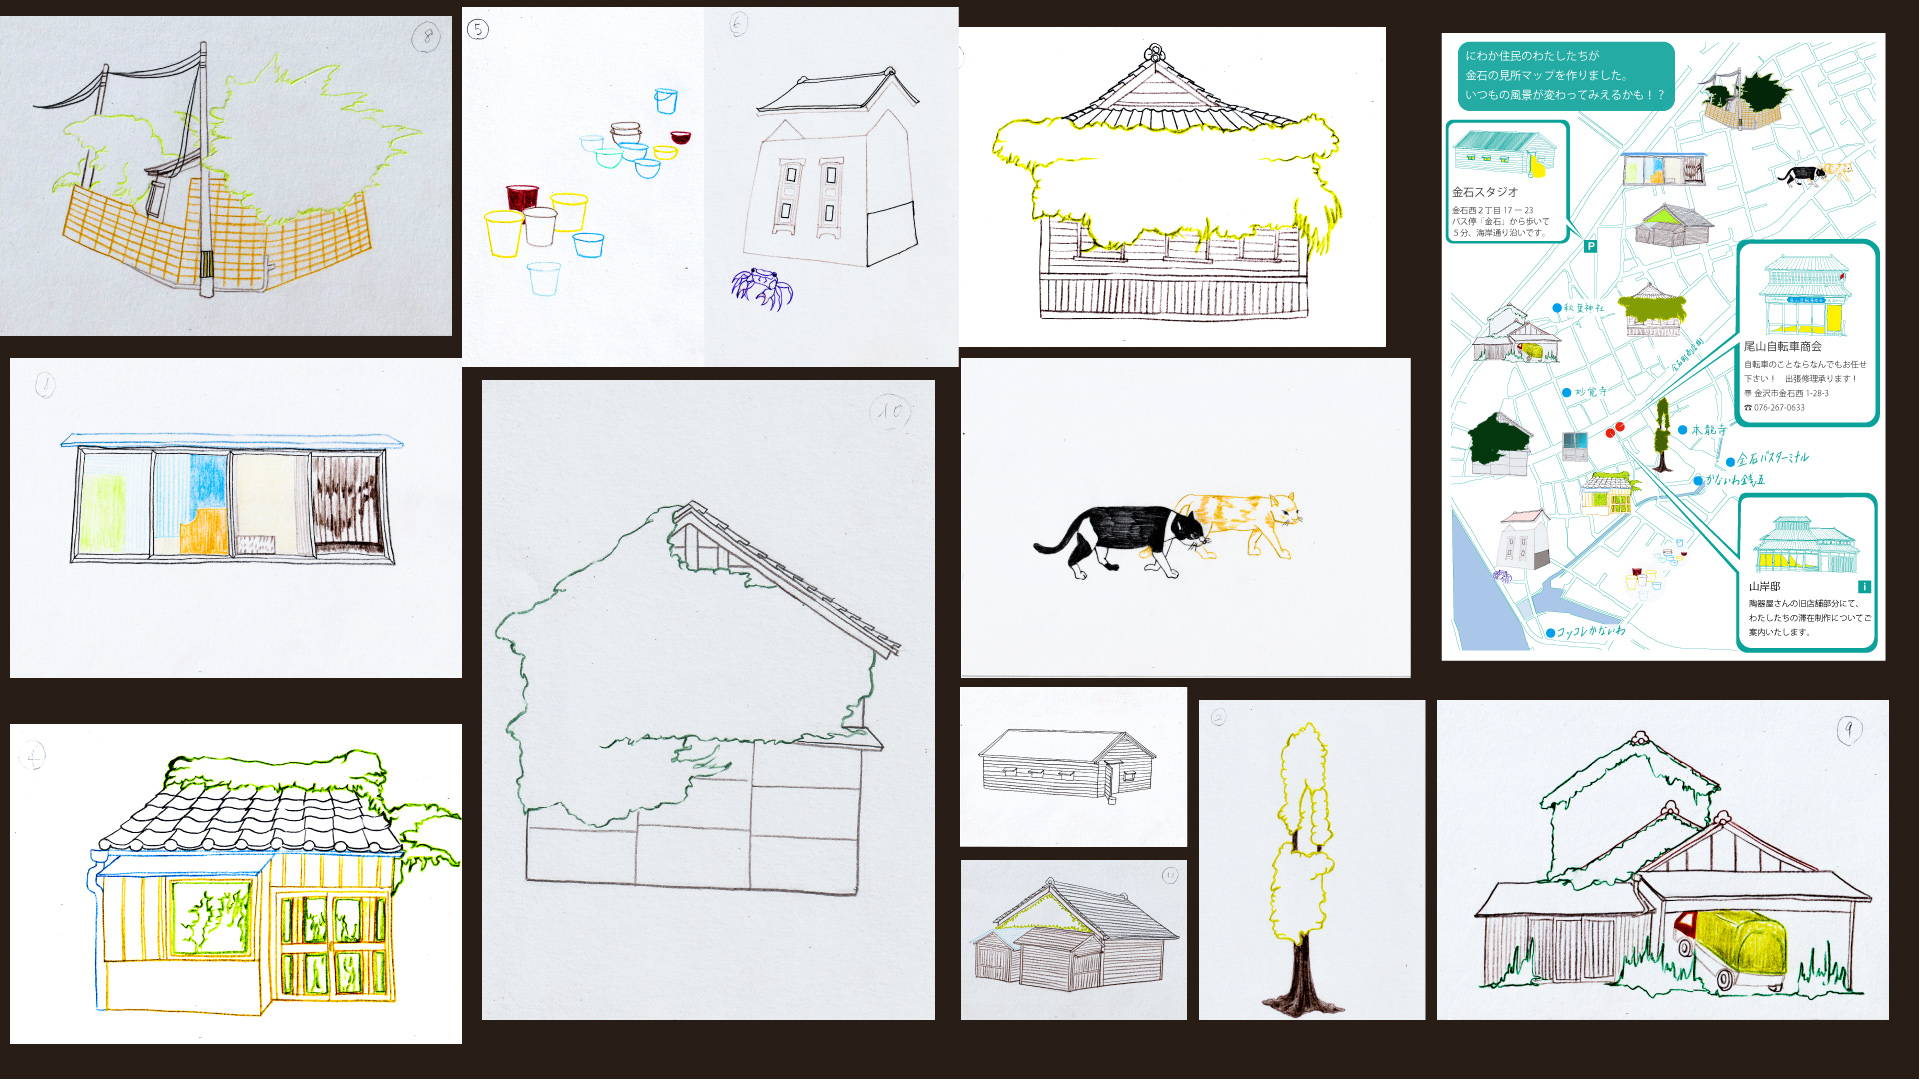 8
5
6
1
10
4
2
9
にわか住民のわたしたちが
金石の見所マップを作りました。
いつもの風景が変わってみえるかも！？
金石スタジオ
金石西２丁目 17 ー 23
バス停「金石」から歩いて
５分、海岸通り沿いです。
P
秋葉神社
尾山自転車商会
自転車のことならなんでもお任せ
下さい！　出張修理承ります！
〠 金沢市金石西 1-28-3
☎ 076-267-0633
妙覚寺
本龍寺
金石バスターミナル
かないわ銭五
山岸邸
i
陶器屋さんの旧店舗部分にて、
わたしたちの滞在制作についてご
案内いたします。
コッコレかないわ